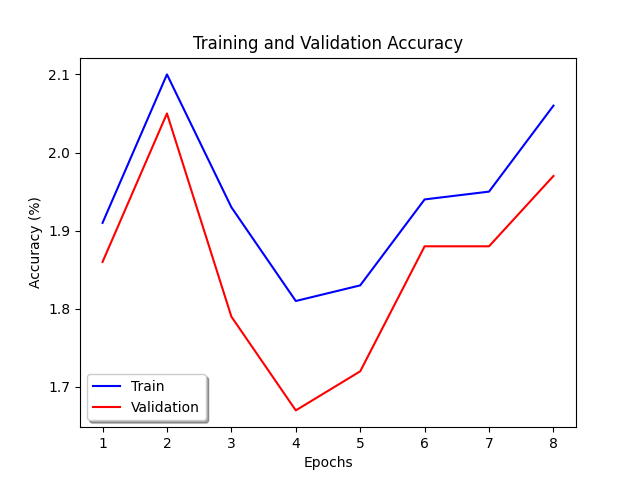 Training and Validation Accuracy
Accuracy (%)
2.1
2.0
1.9
1.8
1.7
Train
Validation
1 2 3 4 5 6 7 8
Epochs